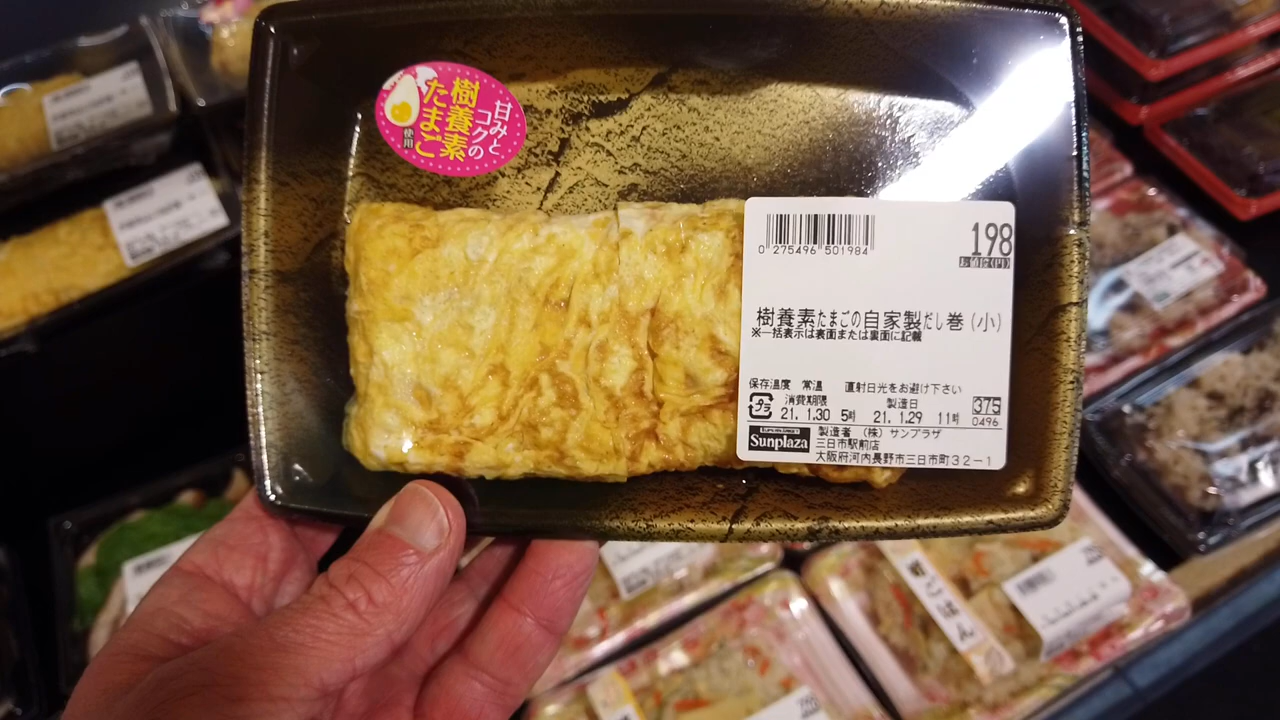 甘みと
コクの
樹養素
たまご
使用
0 275496 501984
198
お値段(円)
樹養素たまごの自家製だし巻(小)
※一括表示は表面または裏面に記載
保存温度 常温 直射日光をお避け下さい
プラ
消費期限 製造日
21. 1.30 5時 21. 1.29 11時
375
0496
Sunplaza
製造者 (株)サンプラザ
三日市駅前店
大阪府河内長野市三日市町32-1
ごはん